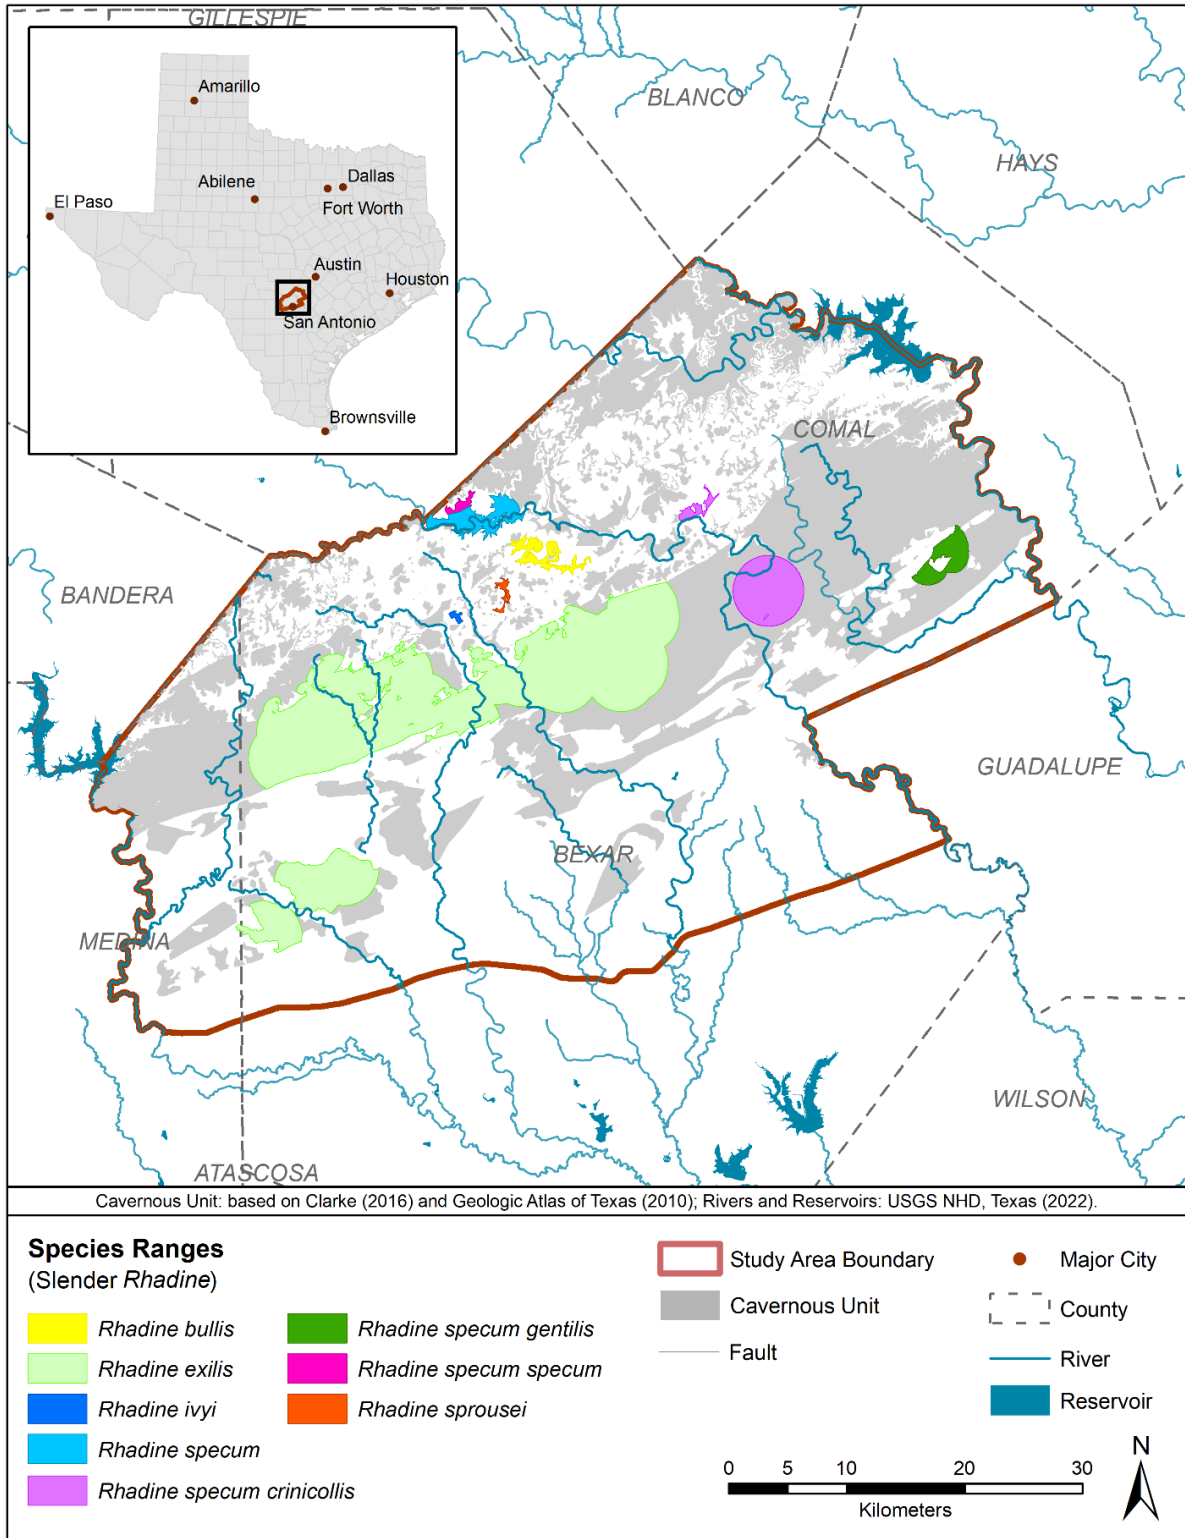 GILLESPIE
Amarillo
Abilene
Dallas
Fort Worth
El Paso
Austin
Houston
San Antonio
Brownsville
BLANCO
HAYS
COMAL
BANDERA
GUADALUPE
BEXAR
MEDINA
WILSON
ATASCOSA
Cavernous Unit: based on Clarke (2016) and Geologic Atlas of Texas (2010); Rivers and Reservoirs: USGS NHD, Texas (2022).
Species Ranges
(Slender Rhadine)
Rhadine bullis
Rhadine exilis
Rhadine ivyi
Rhadine specum
Rhadine specum crinicollis
Rhadine specum gentilis
Rhadine specum specum
Rhadine sprousei
Study Area Boundary
Cavernous Unit
Fault
Major City
County
River
Reservoir
0 5 10 20 30
Kilometers
N